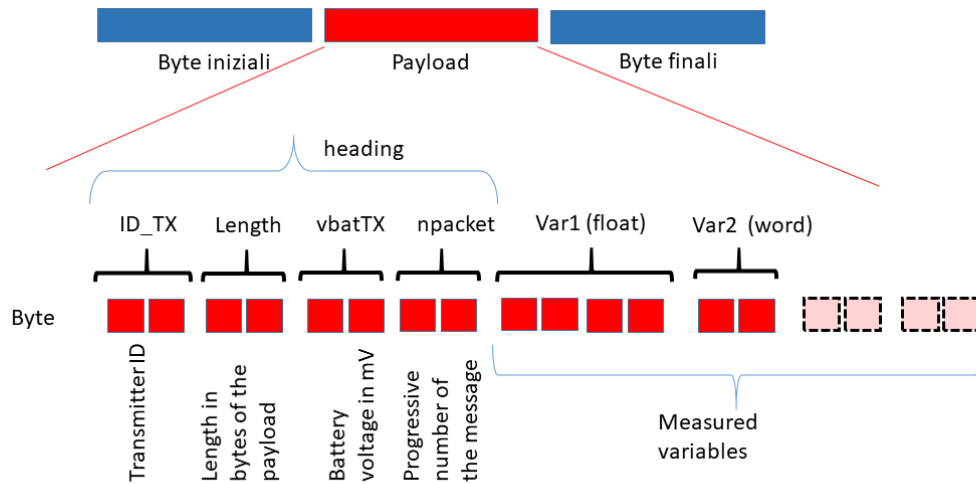 Byte iniziali
Payload
Byte finali
heading
ID_TX
Length
vbatTX
npacket
Var1 (float)
Var2 (word)
Byte
Transmitter ID
Length in
bytes of the
payload
Battery
voltage in mV
Progressive
number of
the message
Measured
variables